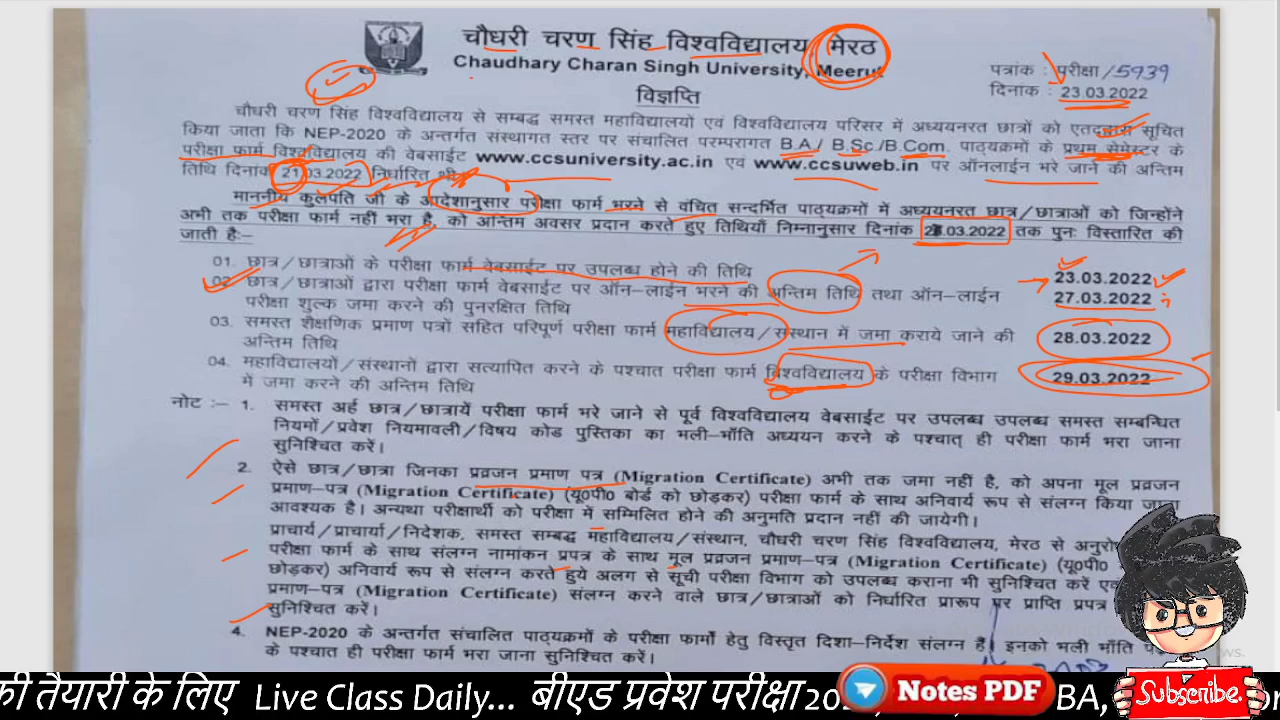 चौधरी चरण सिंह विश्वविद्यालय मेरठ
Chaudhary Charan Singh University, Meerut
पत्रांक : परीक्षा/5939
दिनांक : 23.03.2022
विज्ञप्ति
चौधरी चरण सिंह विश्वविद्यालय से सम्बद्ध समस्त महाविद्यालयों एवं विश्वविद्यालय परिसर में अध्ययनरत छात्रों को एतद्द्वारा सूचित
किया जाता कि NEP-2020 के अन्तर्गत संस्थागत स्तर पर संचालित परम्परागत B.A/ B.Sc/B.Com. पाठ्यक्रमों के प्रथम सेमेस्टर के
परीक्षा फार्म विश्वविद्यालय की वेबसाईट www.ccsuniversity.ac.in एवं www.ccsuweb.in पर ऑनलाईन भरे जाने की अन्तिम
तिथि दिनांक 21.03.2022 निर्धारित थी।
माननीय कुलपति जी के आदेशानुसार परीक्षा फार्म भरने से वंचित सन्दर्भित पाठ्यक्रमों में अध्ययनरत छात्र/छात्राओं को जिन्होंने
अभी तक परीक्षा फार्म नहीं भरा है, को अन्तिम अवसर प्रदान करते हुए तिथियाँ निम्नानुसार दिनांक .03.2022 तक पुनः विस्तारित की
जाती हैः–
01. छात्र/छात्राओं के परीक्षा फार्म वेबसाईट पर उपलब्ध होने की तिथि 23.03.2022
02. छात्र/छात्राओं द्वारा परीक्षा फार्म वेबसाईट पर ऑन-लाईन भरने की अन्तिम तिथि तथा ऑन-लाईन 27.03.2022
परीक्षा शुल्क जमा करने की पुनरक्षित तिथि
03. समस्त शैक्षणिक प्रमाण पत्रों सहित परिपूर्ण परीक्षा फार्म महाविद्यालय/संस्थान में जमा कराये जाने की 28.03.2022
अन्तिम तिथि
04. महाविद्यालयों/संस्थानों द्वारा सत्यापित करने के पश्चात परीक्षा फार्म विश्वविद्यालय के परीक्षा विभाग 29.03.2022
में जमा करने की अन्तिम तिथि
नोट :– 1. समस्त अर्ह छात्र/छात्रायें परीक्षा फार्म भरे जाने से पूर्व विश्वविद्यालय वेबसाईट पर उपलब्ध उपलब्ध समस्त सम्बन्धित
नियमों/प्रवेश नियमावली/विषय कोड पुस्तिका का भली-भाँति अध्ययन करने के पश्चात् ही परीक्षा फार्म भरा जाना
सुनिश्चित करें।
2. ऐसे छात्र/छात्रा जिनका प्रव्रजन प्रमाण पत्र (Migration Certificate) अभी तक जमा नहीं है, को अपना मूल प्रव्रजन
प्रमाण-पत्र (Migration Certificate) (यू0पी0 बोर्ड को छोड़कर) परीक्षा फार्म के साथ अनिवार्य रूप से संलग्न किया जाना
आवश्यक है। अन्यथा परीक्षार्थी को परीक्षा में सम्मिलित होने की अनुमति प्रदान नहीं की जायेगी।
प्राचार्य/प्राचार्या/निदेशक, समस्त सम्बद्ध महाविद्यालय/संस्थान, चौधरी चरण सिंह विश्वविद्यालय, मेरठ से अनुरो
परीक्षा फार्म के साथ संलग्न नामांकन प्रपत्र के साथ मूल प्रव्रजन प्रमाण-पत्र (Migration Certificate) (यू0पी0
छोड़कर) अनिवार्य रूप से संलग्न करते हुये अलग से सूची परीक्षा विभाग को उपलब्ध कराना भी सुनिश्चित करें
प्रमाण-पत्र (Migration Certificate) संलग्न करने वाले छात्र/छात्राओं को निर्धारित प्रारूप पर प्राप्ति प्रपत्र
सुनिश्चित करें।
4. NEP-2020 के अन्तर्गत संचालित पाठ्यक्रमों के परीक्षा फार्मो हेतु विस्तृत दिशा-निर्देश संलग्न है। इनको भली भाँति
के पश्चात ही परीक्षा फार्म भरा जाना सुनिश्चित करें।
की तैयारी के लिए Live Class Daily... बीएड प्रवेश परीक्षा
Notes PDF
BA,
Subscribe.